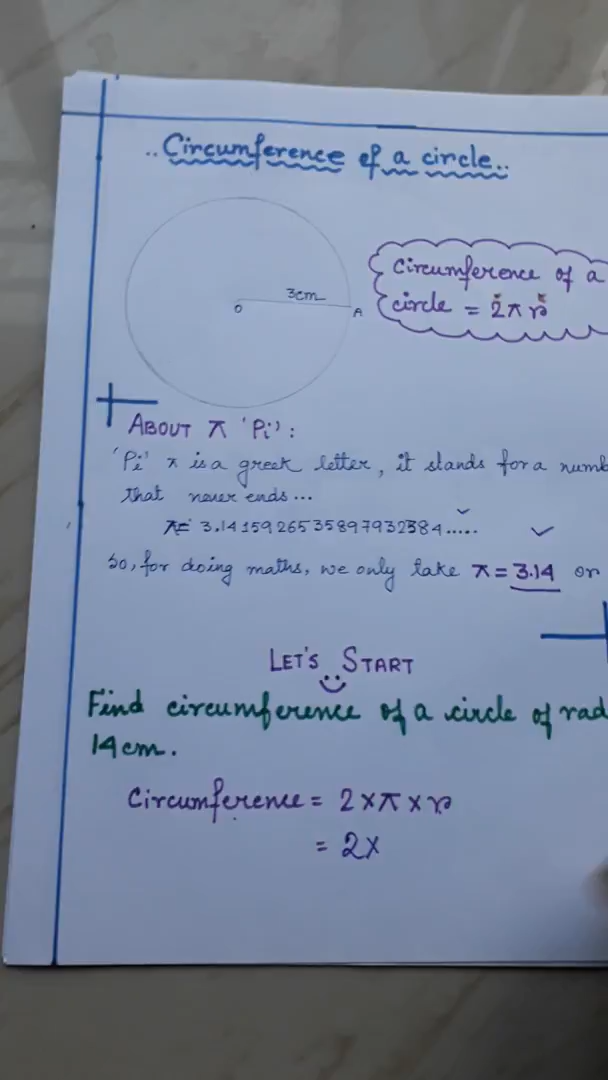 ..Circumference of a circle..
3cm
O
A
Circumference of a
circle = 2πr
ABOUT π 'Pi':
'Pi' π is a greek letter, it stands for a numb
that never ends...
π= 3.1415926535897932384.....
So, for doing maths, we only take π = 3.14 or
LET'S START
Find circumference of a circle of rad
14cm.
Circumference = 2×π×r
= 2×